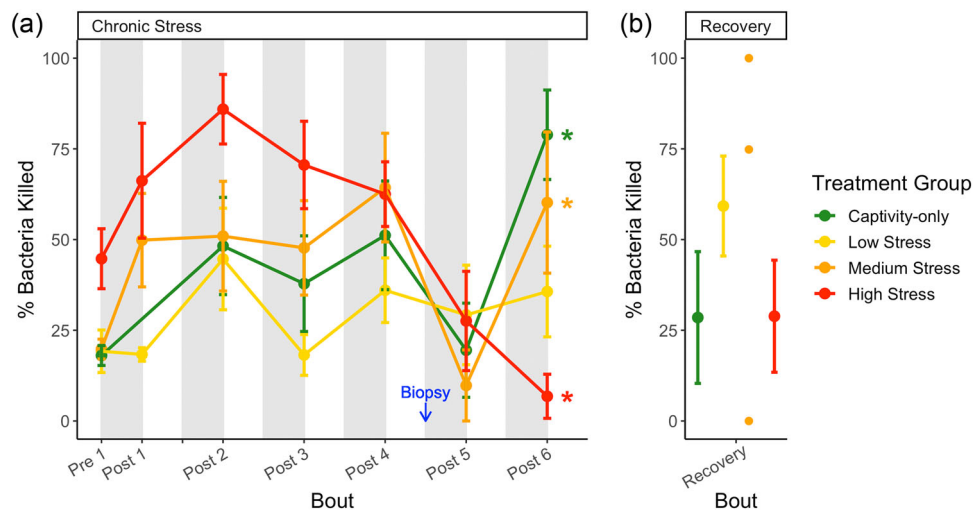 (a)
Chronic Stress
% Bacteria Killed
100
75
50
25
0
Biopsy
*
*
*
Pre 1
Post 1
Post 2
Post 3
Post 4
Post 5
Post 6
Bout
(b)
Recovery
% Bacteria Killed
100
75
50
25
0
Recovery
Bout
Treatment Group
Captivity-only
Low Stress
Medium Stress
High Stress